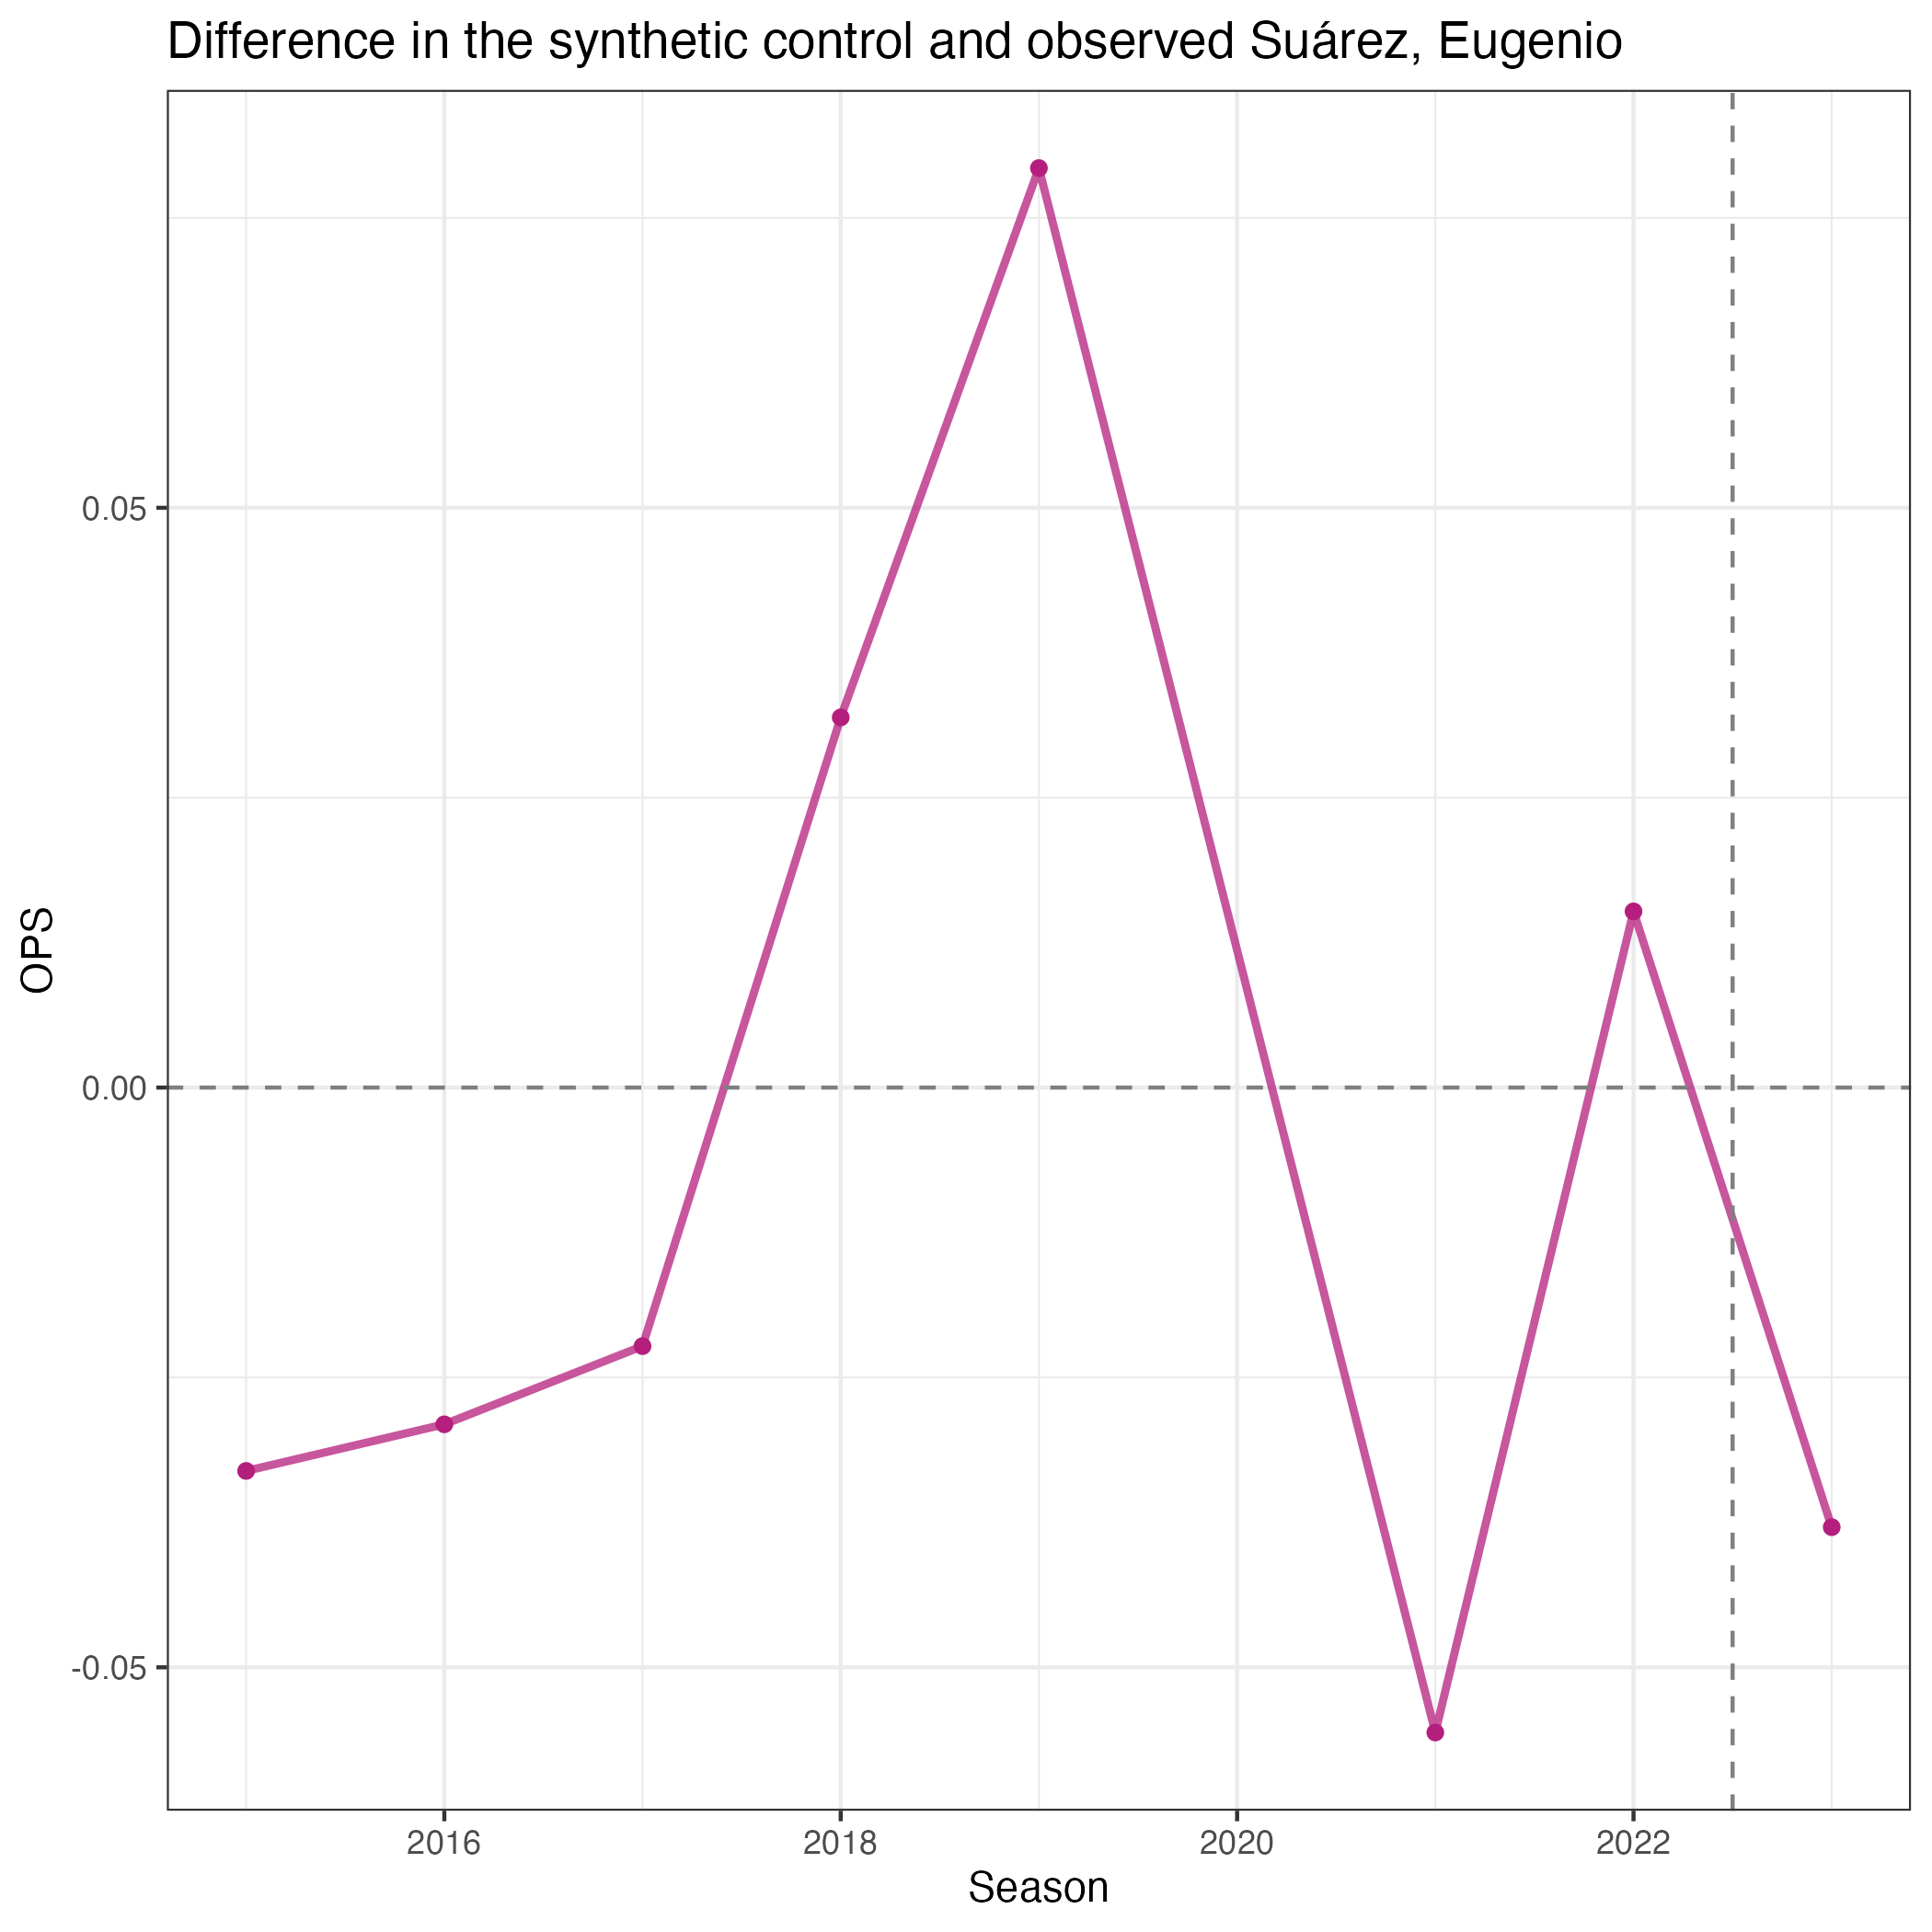 Difference in the synthetic control and observed Suárez, Eugenio
OPS
0.05
0.00
-0.05
2016
2018
2020
2022
Season